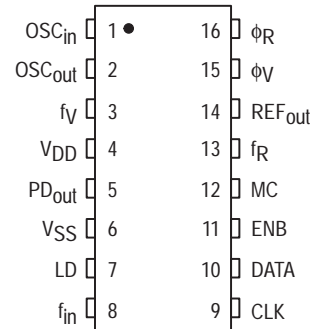 OSCin 1 16 ϕR
OSCout 2 15 ϕV
fV 3 14 REFout
VDD 4 13 fR
PDout 5 12 MC
VSS 6 11 ENB
LD 7 10 DATA
fin 8 9 CLK